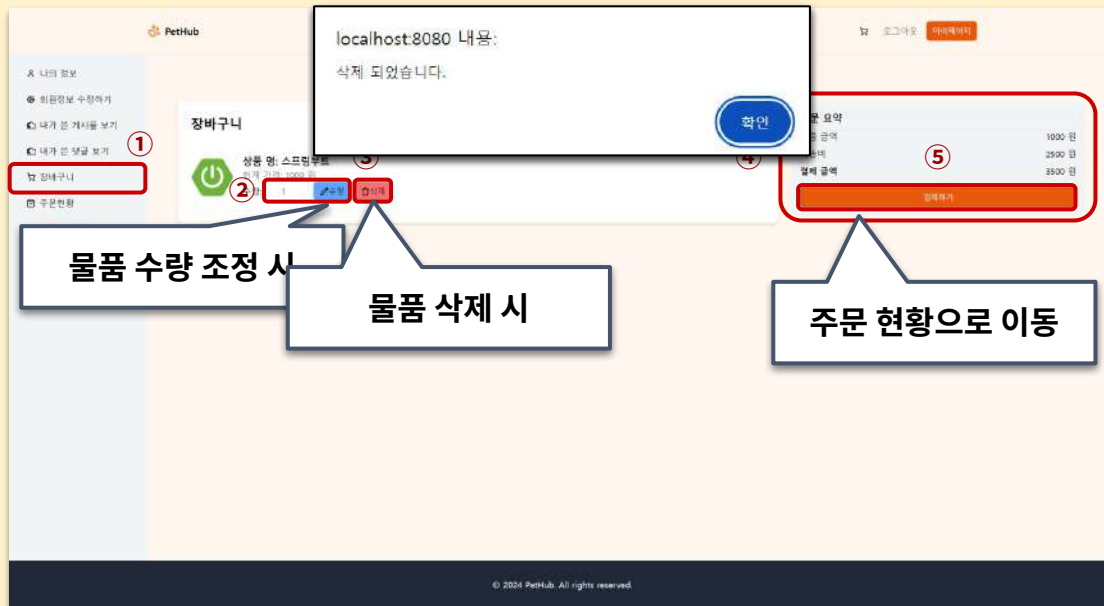 PetHub
로그아웃 마이페이지
localhost:8080 내용:
삭제 되었습니다.
확인
나의 정보
회원정보 수정하기
내가 쓴 게시물 보기
내가 쓴 댓글 보기
①
장바구니
주문현황
장바구니
③
상품 명: 스프링부트
1000 원
②
1
삭제
④
요약
금액 1000 원
2500 원
⑤
결제 금액 3500 원
결제하기
물품 수량 조정 시
물품 삭제 시
주문 현황으로 이동
© 2024 PetHub. All rights reserved.